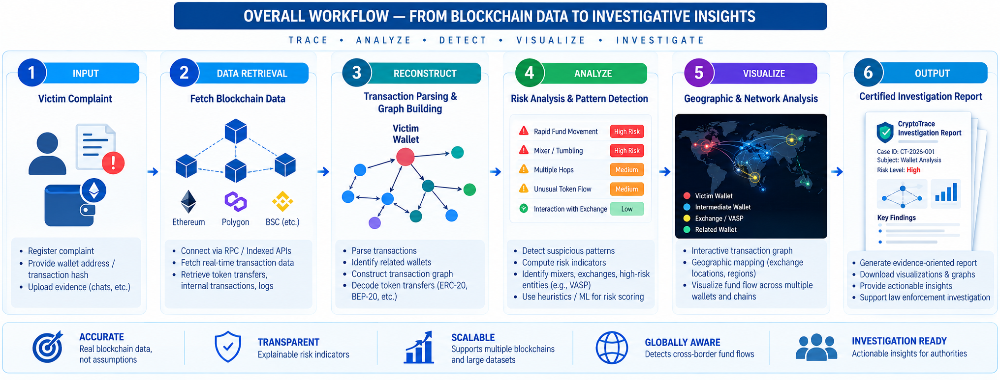 OVERALL WORKFLOW — FROM BLOCKCHAIN DATA TO INVESTIGATIVE INSIGHTS
TRACE • ANALYZE • DETECT • VISUALIZE • INVESTIGATE
1 INPUT
Victim Complaint
• Register complaint
• Provide wallet address /
transaction hash
• Upload evidence (chats, etc.)
2 DATA RETRIEVAL
Fetch Blockchain Data
Ethereum Polygon BSC (etc.)
• Connect via RPC / Indexed APIs
• Fetch real-time transaction data
• Retrieve token transfers,
internal transactions, logs
3 RECONSTRUCT
Transaction Parsing &
Graph Building
Victim
Wallet
• Parse transactions
• Identify related wallets
• Construct transaction graph
• Decode token transfers (ERC-20,
BEP-20, etc.)
4 ANALYZE
Risk Analysis & Pattern Detection
Rapid Fund Movement High Risk
Mixer / Tumbling High Risk
Multiple Hops Medium
Unusual Token Flow Medium
Interaction with Exchange Low
• Detect suspicious patterns
• Compute risk indicators
• Identify mixers, exchanges, high-risk
entities (e.g., VASP)
• Use heuristics / ML for risk scoring
5 VISUALIZE
Geographic & Network Analysis
Victim Wallet
Intermediate Wallet
Exchange / VASP
Related Wallet
• Interactive transaction graph
• Geographic mapping (exchange
locations, regions)
• Visualize fund flow across multiple
wallets and chains
6 OUTPUT
Certified Investigation Report
CryptoTrace
Investigation Report
Case ID: CT-2026-001
Subject: Wallet Analysis
Risk Level: High
Key Findings
• Generate evidence-oriented report
• Download visualizations & graphs
• Provide actionable insights
• Support law enforcement investigation
ACCURATE
Real blockchain data,
not assumptions
TRANSPARENT
Explainable risk indicators
SCALABLE
Supports multiple blockchains
and large datasets
GLOBALLY AWARE
Detects cross-border fund flows
INVESTIGATION READY
Actionable insights for authorities